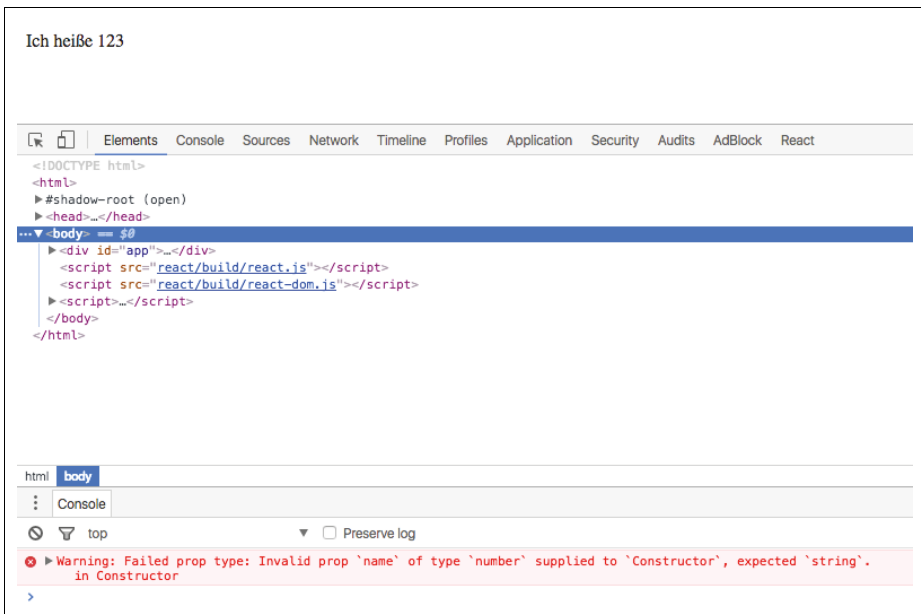 Ich heiße 123
Elements Console Sources Network Timeline Profiles Application Security Audits AdBlock React
<!DOCTYPE html>
<html>
▶#shadow-root (open)
▶<head>…</head>
…▼<body> == $0
▶<div id="app">…</div>
<script src="react/build/react.js"></script>
<script src="react/build/react-dom.js"></script>
▶<script>…</script>
</body>
</html>
html body
Console
top ▼ Preserve log
▶Warning: Failed prop type: Invalid prop `name` of type `number` supplied to `Constructor`, expected `string`.
in Constructor
>